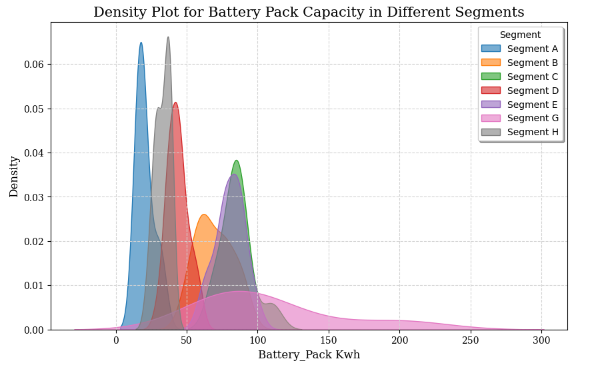 Density Plot for Battery Pack Capacity in Different Segments
Segment
Segment A
Segment B
Segment C
Segment D
Segment E
Segment G
Segment H
Density
0.06
0.05
0.04
0.03
0.02
0.01
0.00
0
50
100
150
200
250
300
Battery_Pack Kwh